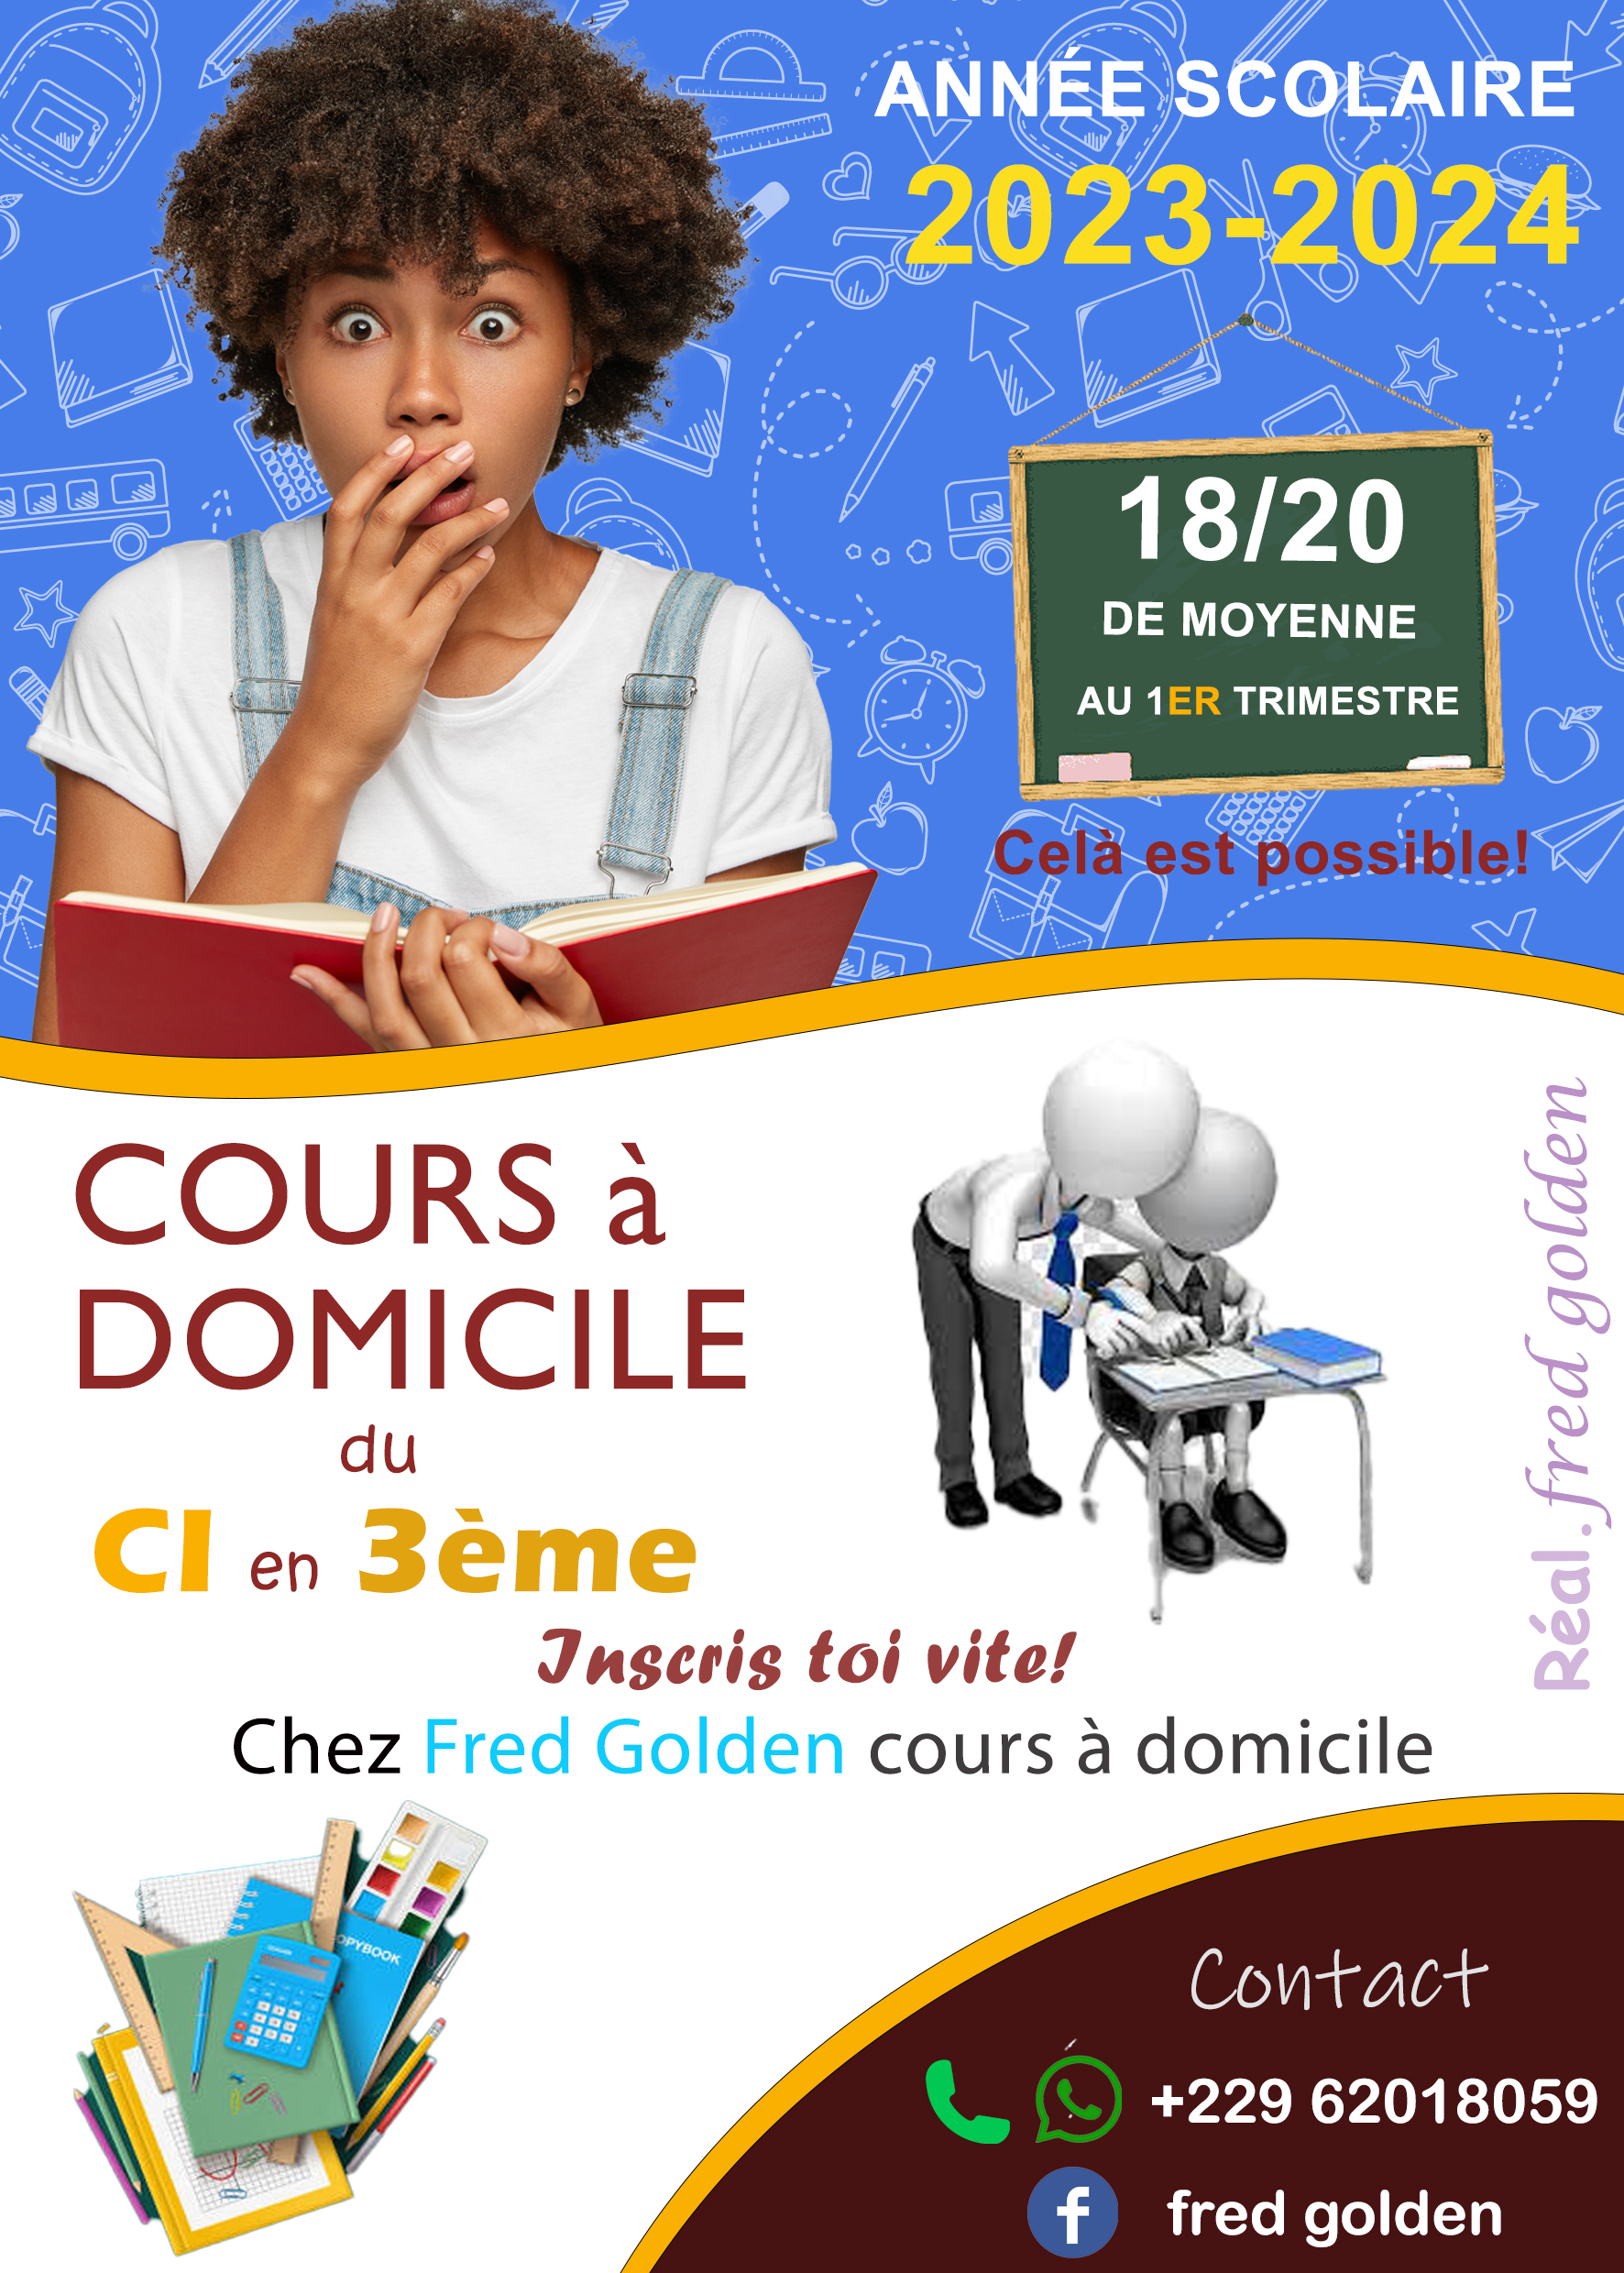 ANNÉE SCOLAIRE
2023-2024
18/20
DE MOYENNE
AU 1ER TRIMESTRE
Celà est possible!
COURS à
DOMICILE
du
CI en 3ème
Inscris toi vite!
Chez Fred Golden cours à domicile
Réal. fred golden
OPYBOOK
Contact
+229 62018059
fred golden